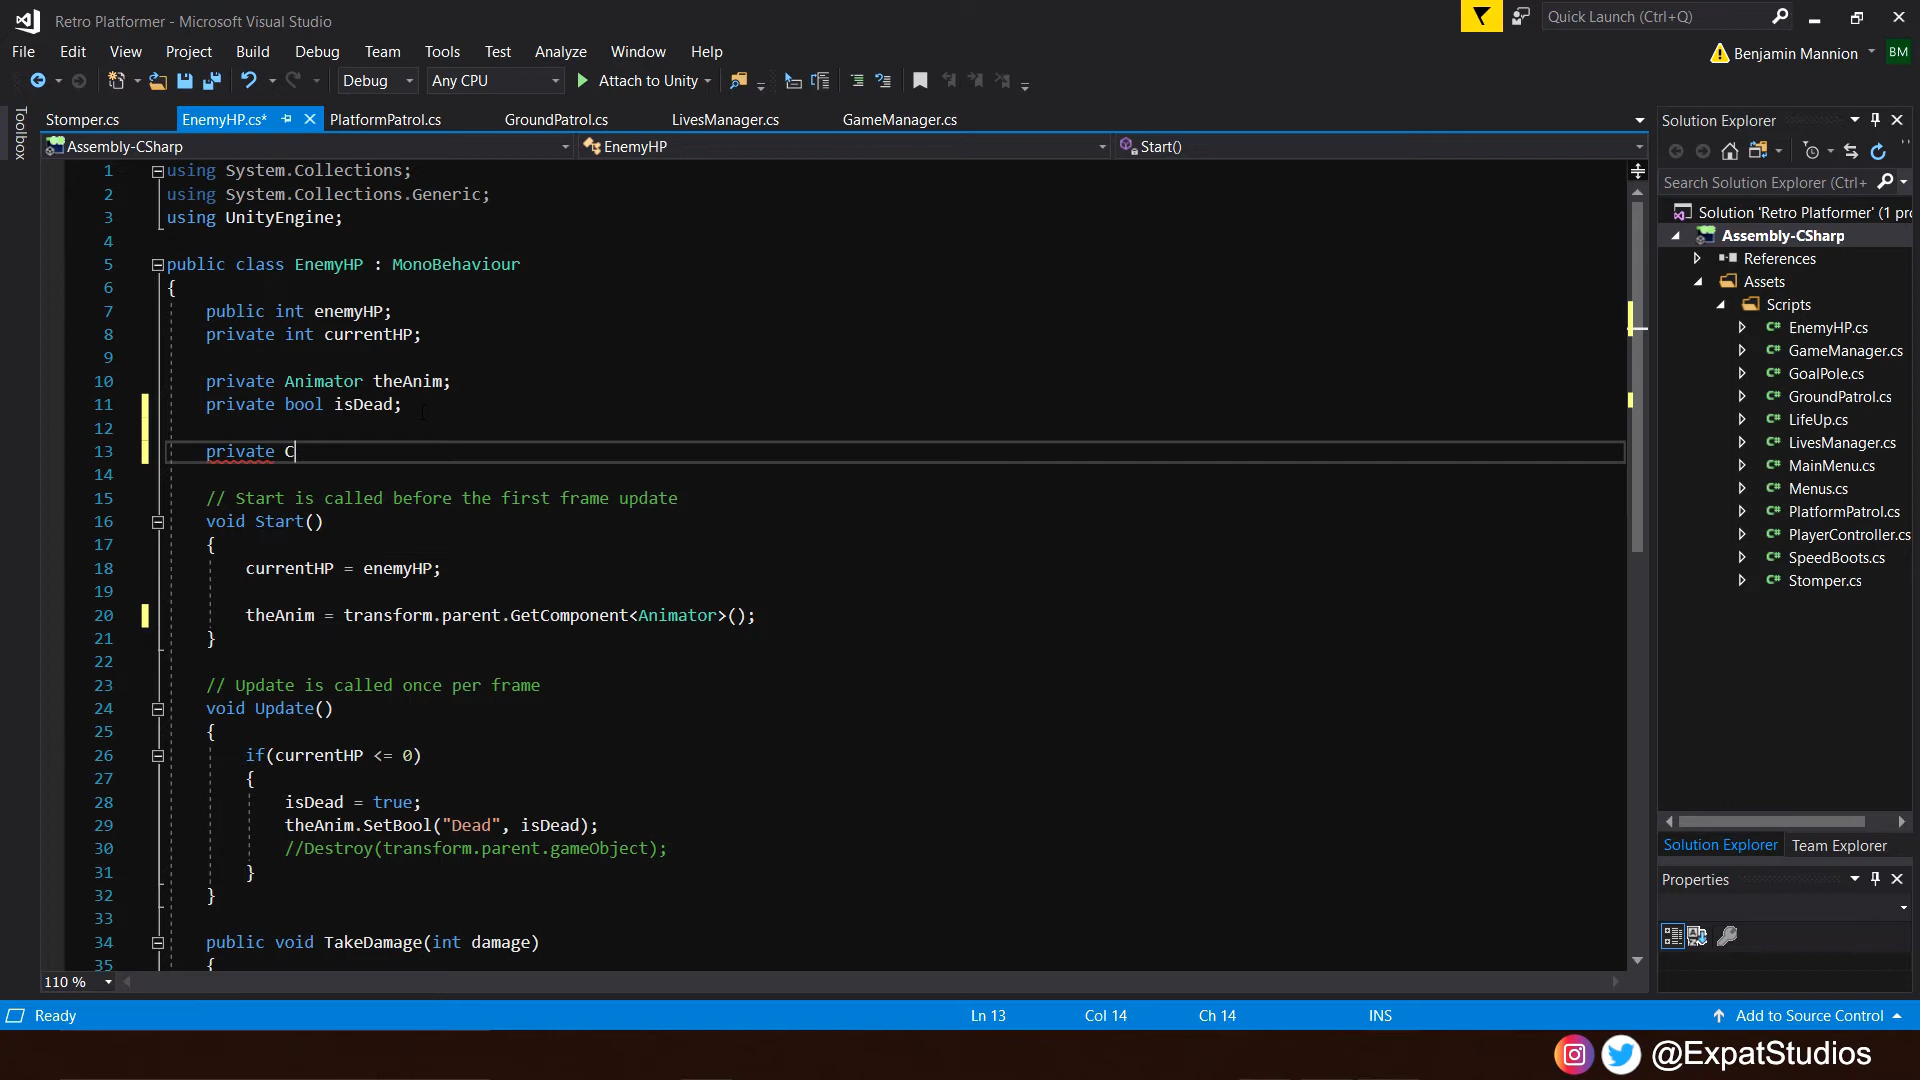 Retro Platformer - Microsoft Visual Studio
Quick Launch (Ctrl+Q)
File Edit View Project Build Debug Team Tools Test Analyze Window Help
Benjamin Mannion BM
Debug Any CPU Attach to Unity
Toolbox
Stomper.cs EnemyHP.cs* PlatformPatrol.cs GroundPatrol.cs LivesManager.cs GameManager.cs
Assembly-CSharp EnemyHP Start()
1 using System.Collections;
2 using System.Collections.Generic;
3 using UnityEngine;
4
5 public class EnemyHP : MonoBehaviour
6 {
7 public int enemyHP;
8 private int currentHP;
9
10 private Animator theAnim;
11 private bool isDead;
12
13 private C
14
15 // Start is called before the first frame update
16 void Start()
17 {
18 currentHP = enemyHP;
19
20 theAnim = transform.parent.GetComponent<Animator>();
21 }
22
23 // Update is called once per frame
24 void Update()
25 {
26 if(currentHP <= 0)
27 {
28 isDead = true;
29 theAnim.SetBool("Dead", isDead);
30 //Destroy(transform.parent.gameObject);
31 }
32 }
33
34 public void TakeDamage(int damage)
35 {
110 %
Solution Explorer
Search Solution Explorer (Ctrl+
Solution 'Retro Platformer' (1 pro
Assembly-CSharp
References
Assets
Scripts
C# EnemyHP.cs
C# GameManager.cs
C# GoalPole.cs
C# GroundPatrol.cs
C# LifeUp.cs
C# LivesManager.cs
C# MainMenu.cs
C# Menus.cs
C# PlatformPatrol.cs
C# PlayerController.cs
C# SpeedBoots.cs
C# Stomper.cs
Solution Explorer Team Explorer
Properties
Ready Ln 13 Col 14 Ch 14 INS Add to Source Control
@ExpatStudios